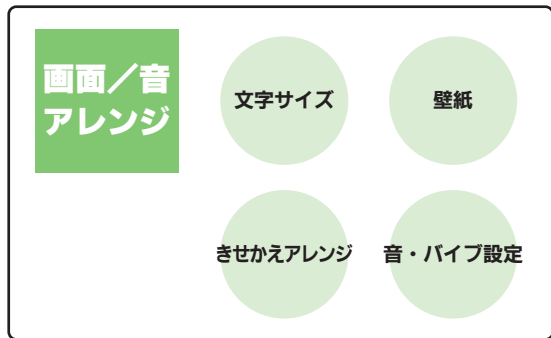 画面／音
アレンジ
文字サイズ
壁紙
きせかえアレンジ
音・バイブ設定